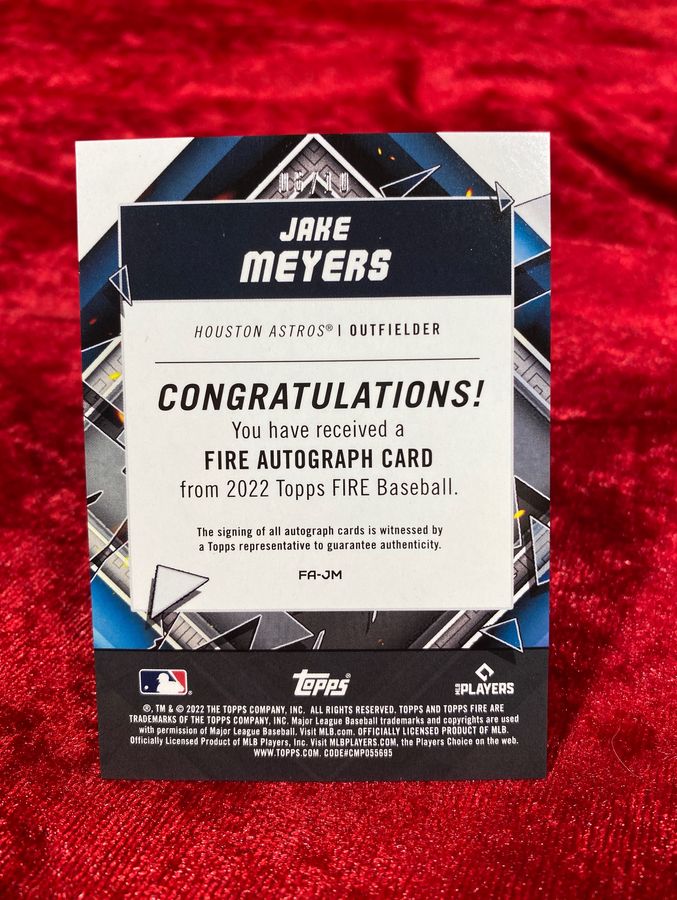 06/10
JAKE
MEYERS
HOUSTON ASTROS® | OUTFIELDER
CONGRATULATIONS!
You have received a
FIRE AUTOGRAPH CARD
from 2022 Topps FIRE Baseball.
The signing of all autograph cards is witnessed by
a Topps representative to guarantee authenticity.
FA-JM
topps®
MLB PLAYERS
®, TM & © 2022 THE TOPPS COMPANY, INC. ALL RIGHTS RESERVED. TOPPS AND TOPPS FIRE ARE
TRADEMARKS OF THE TOPPS COMPANY, INC. Major League Baseball trademarks and copyrights are used
with permission of Major League Baseball. Visit MLB.com. OFFICIALLY LICENSED PRODUCT OF MLB.
Officially Licensed Product of MLB Players, Inc. Visit MLBPLAYERS.COM, the Players Choice on the web.
WWW.TOPPS.COM. CODE#CMP055695